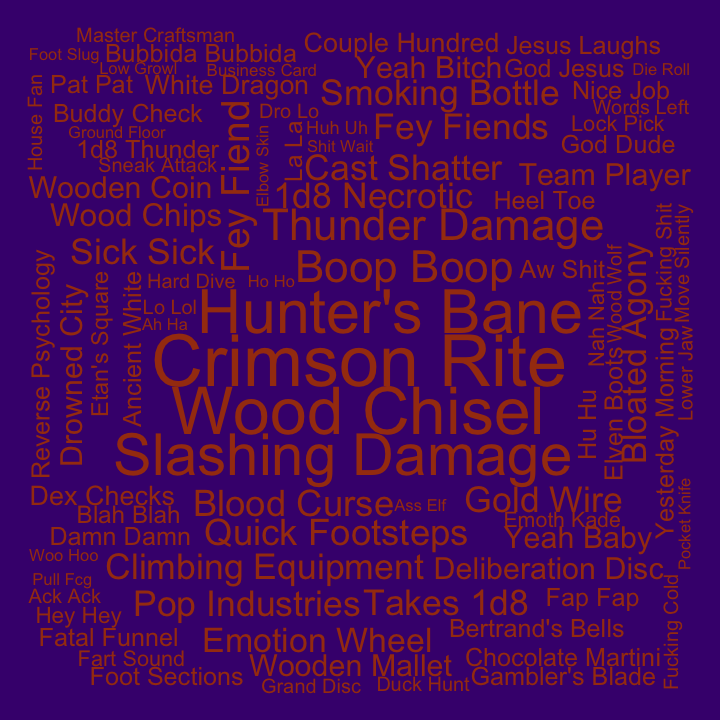 Master Craftsman
Couple Hundred
Jesus Laughs
Foot Slug
Bubbida Bubbida
Low Growl
Business Card
Yeah Bitch
God Jesus
Die Roll
House Fan
Pat Pat
White Dragon
Smoking Bottle
Nice Job
Words Left
Buddy Check
Fey Fiend
Dro Lo
Ground Floor
Elbow Skin
La La
Huh Uh
Fey Fiends
Lock Pick
God Dude
1d8 Thunder
Shit Wait
Sneak Attack
Cast Shatter
Team Player
Wooden Coin
1d8 Necrotic
Heel Toe
Wood Chips
Thunder Damage
Sick Sick
Boop Boop
Aw Shit
Reverse Psychology
Drowned City
Etan's Square
Ancient White
Hard Dive
Ho Ho
Lo Lol
Ah Ha
Hunter's Bane
Nah Nah
Wood Wolf
Bloated Agony
Yesterday Morning Fucking Shit
Move Silently
Lower Jaw
Crimson Rite
Wood Chisel
Hu Hu
Elven Boots
Slashing Damage
Dex Checks
Blah Blah
Blood Curse
Ass Elf
Gold Wire
Emoth Kade
Damn Damn
Quick Footsteps
Yeah Baby
Pocket Knife
Woo Hoo
Climbing Equipment
Deliberation Disc
Pull Fcg
Ack Ack
Pop Industries
Takes 1d8
Fap Fap
Fucking Cold
Hey Hey
Fatal Funnel
Emotion Wheel
Bertrand's Bells
Fart Sound
Wooden Mallet
Chocolate Martini
Foot Sections
Grand Disc
Duck Hunt
Gambler's Blade